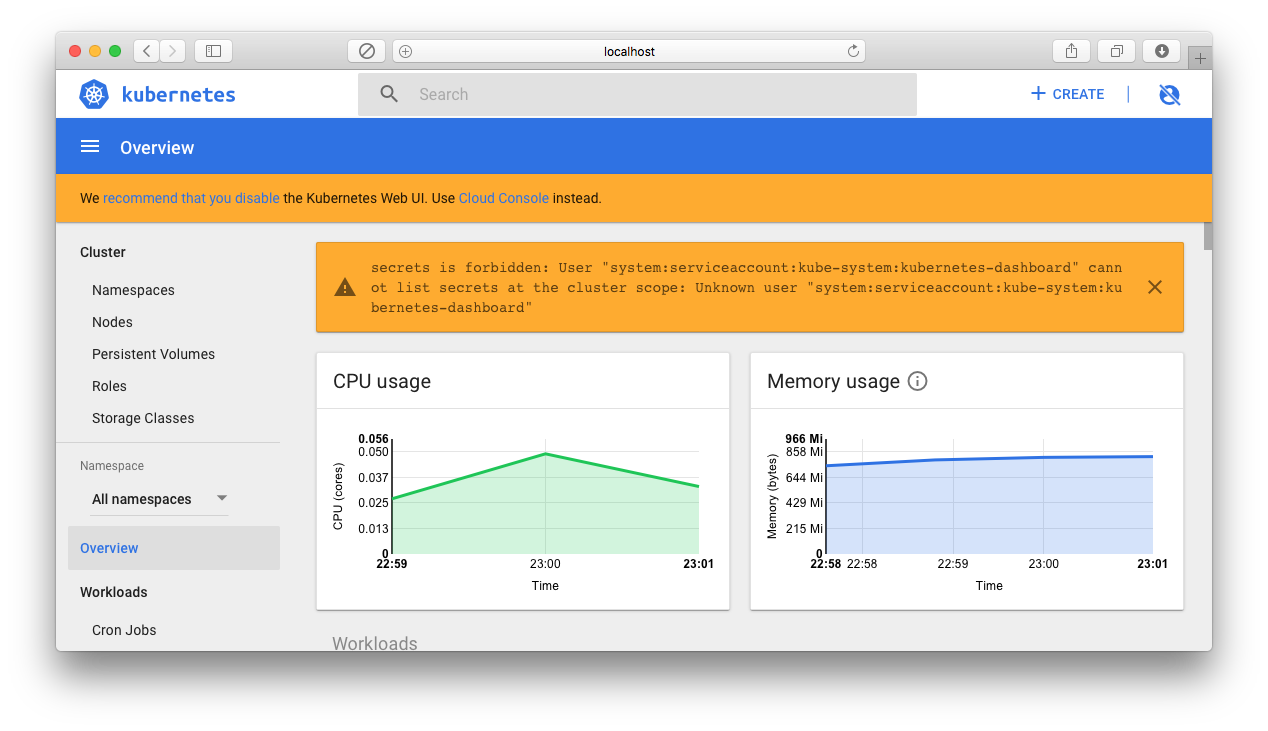 localhost
kubernetes
Search
CREATE
Overview
We recommend that you disable the Kubernetes Web UI. Use Cloud Console instead.
Cluster
Namespaces
Nodes
Persistent Volumes
Roles
Storage Classes
Namespace
All namespaces
Overview
Workloads
Cron Jobs
secrets is forbidden: User "system:serviceaccount:kube-system:kubernetes-dashboard" cann
ot list secrets at the cluster scope: Unknown user "system:serviceaccount:kube-system:ku
bernetes-dashboard"
CPU usage
CPU (cores)
0.056
0.050
0.037
0.025
0.013
0
22:59 23:00 23:01
Time
Memory usage
Memory (bytes)
966 Mi
858 Mi
644 Mi
429 Mi
215 Mi
0
22:58 22:58 22:59 23:00 23:01
Time
Workloads